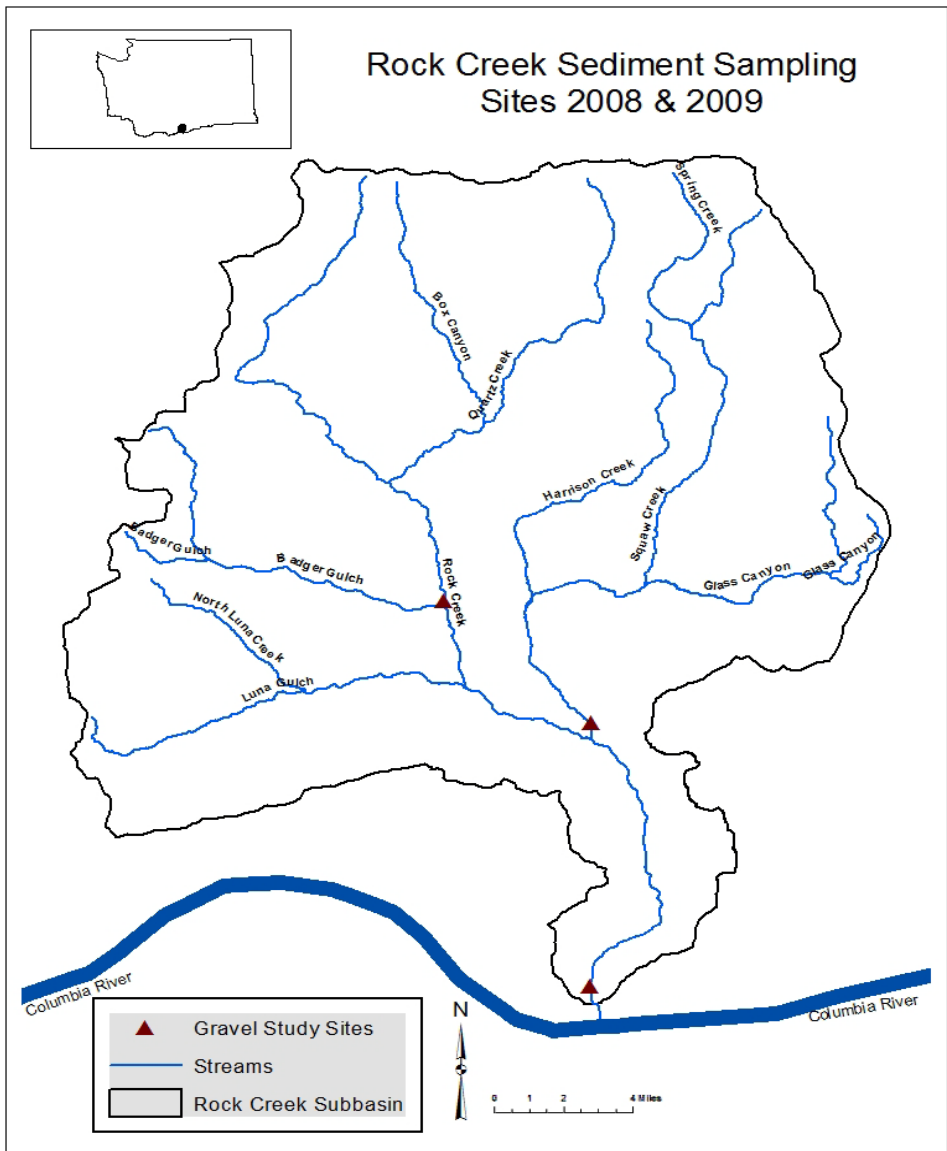 Rock Creek Sediment Sampling
Sites 2008 & 2009
Spring Creek
Box Canyon
Quartz Creek
Harrison Creek
Squaw Creek
Badger Gulch
Badger Gulch
Rock Creek
Glass Canyon
Glass Canyon
North Luna Creek
Luna Gulch
Columbia River
Columbia River
Gravel Study Sites
Streams
Rock Creek Subbasin
N
0 1 2 4 Miles